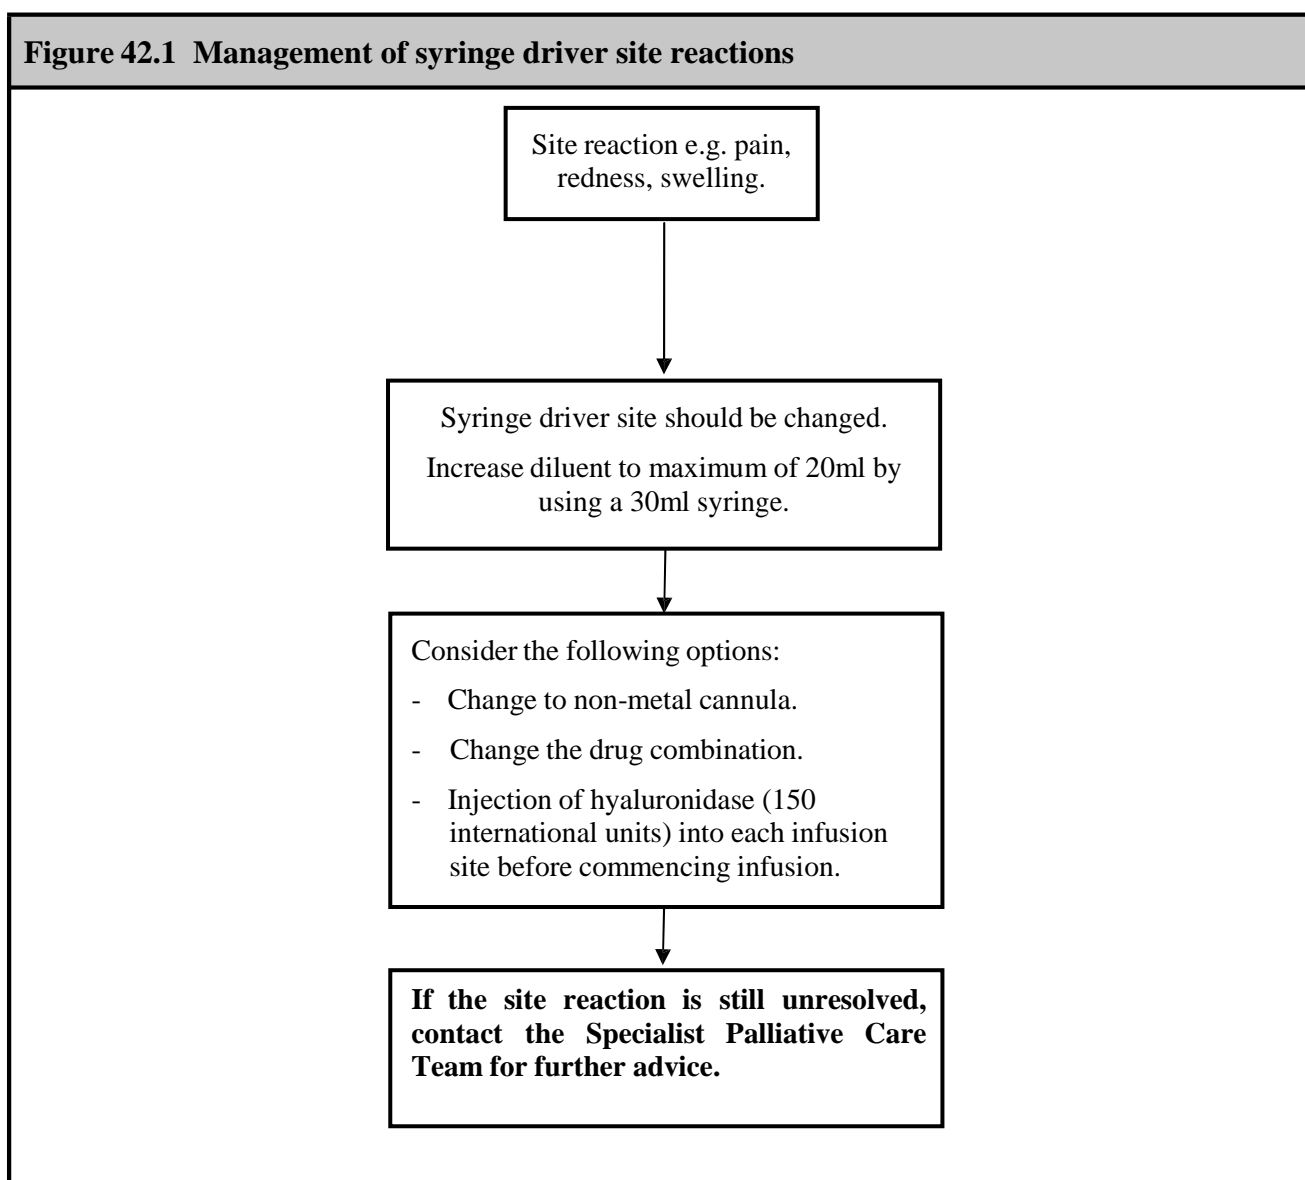 Figure 42.1  Management of syringe driver site reactions
Site reaction e.g. pain,
redness, swelling.
Syringe driver site should be changed.
Increase diluent to maximum of 20ml by
using a 30ml syringe.
Consider the following options:
- Change to non-metal cannula.
- Change the drug combination.
- Injection of hyaluronidase (150
international units) into each infusion
site before commencing infusion.
If the site reaction is still unresolved,
contact the Specialist Palliative Care
Team for further advice.